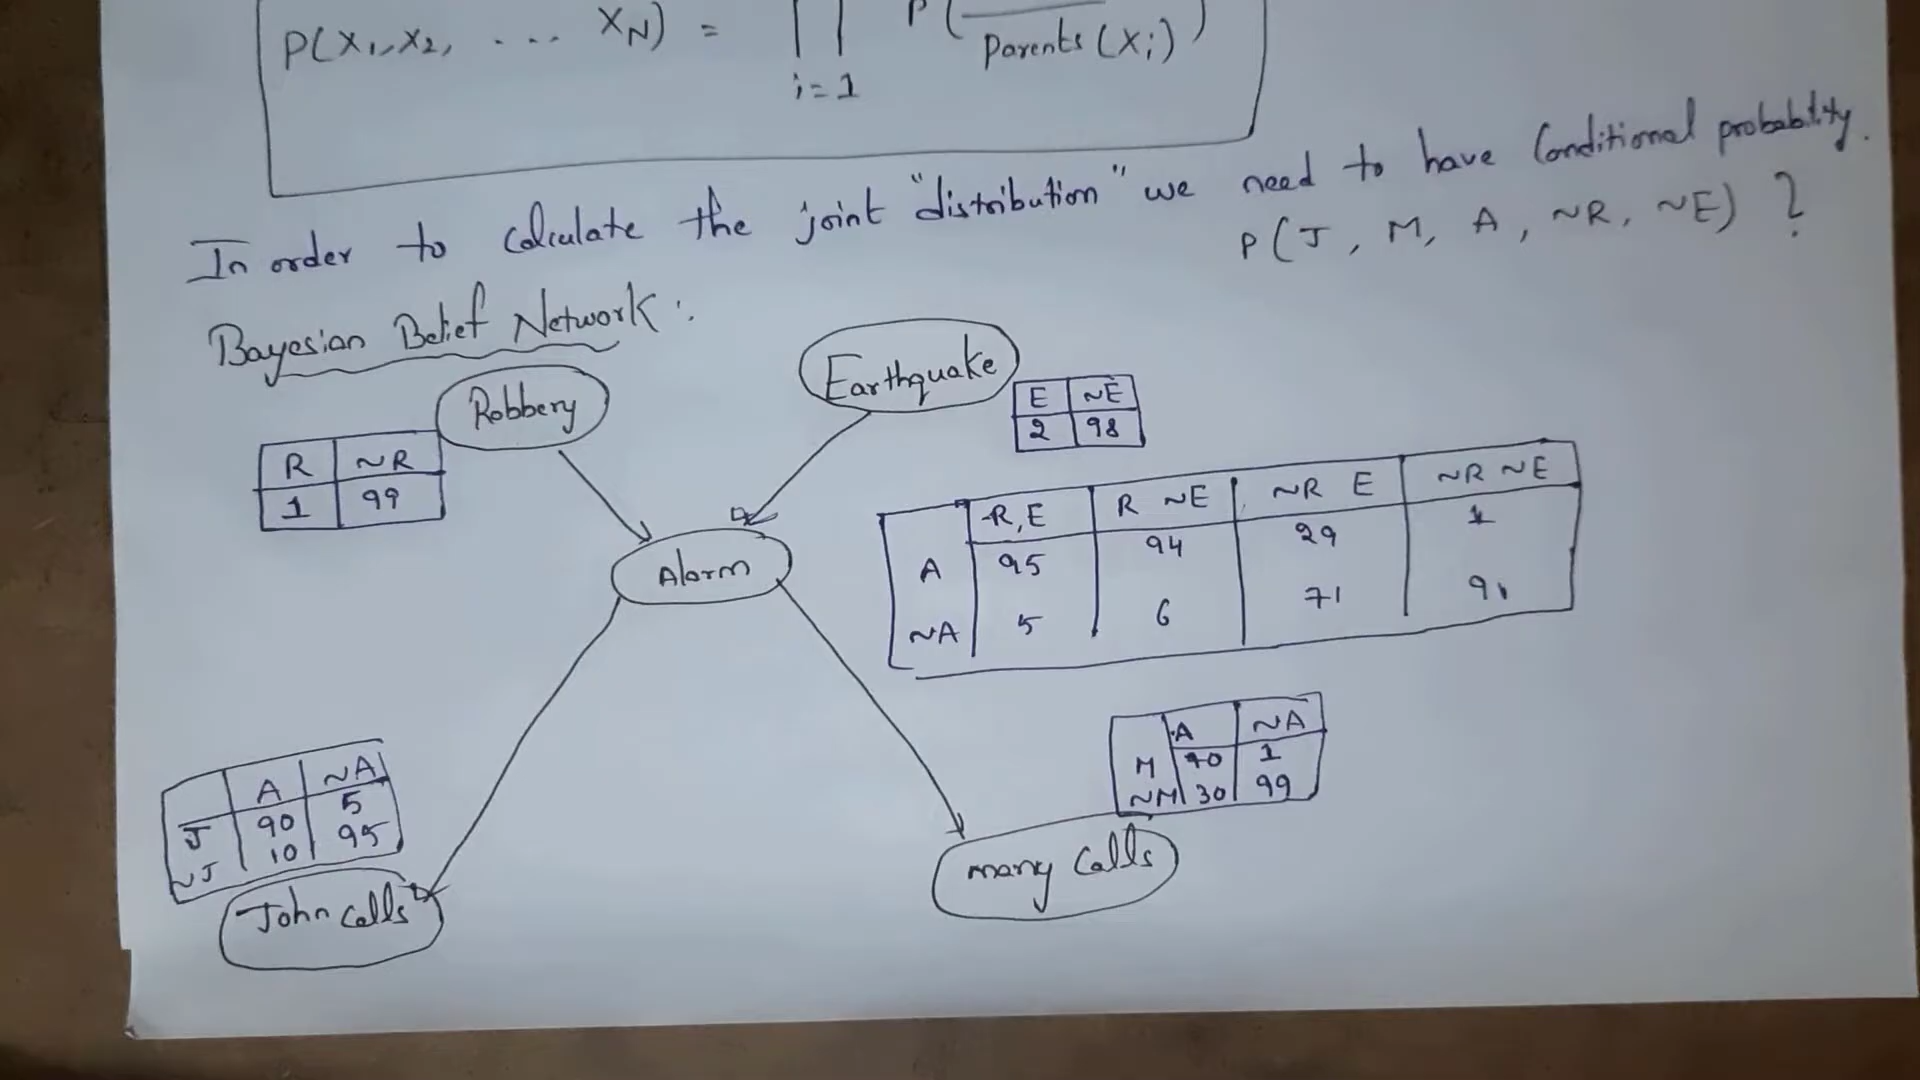 P(X1,X2, .... XN) = ∏ P(
Parents (Xi) )
i=1
In order to calculate the joint "distribution" we need to have Conditional probability.
P(J, M, A, ~R, ~E) ?
Bayesian Belief Network :
Robbery
Earthquake
E ~E
2 98
R ~R
1 99
Alarm
R,E R ~E ~R E ~R ~E
A 95 94 29 1
~A 5 6 71
A ~A
M 70 1
~M 30 99
A ~A
J 90 5
~J 10 95
many Calls
John calls